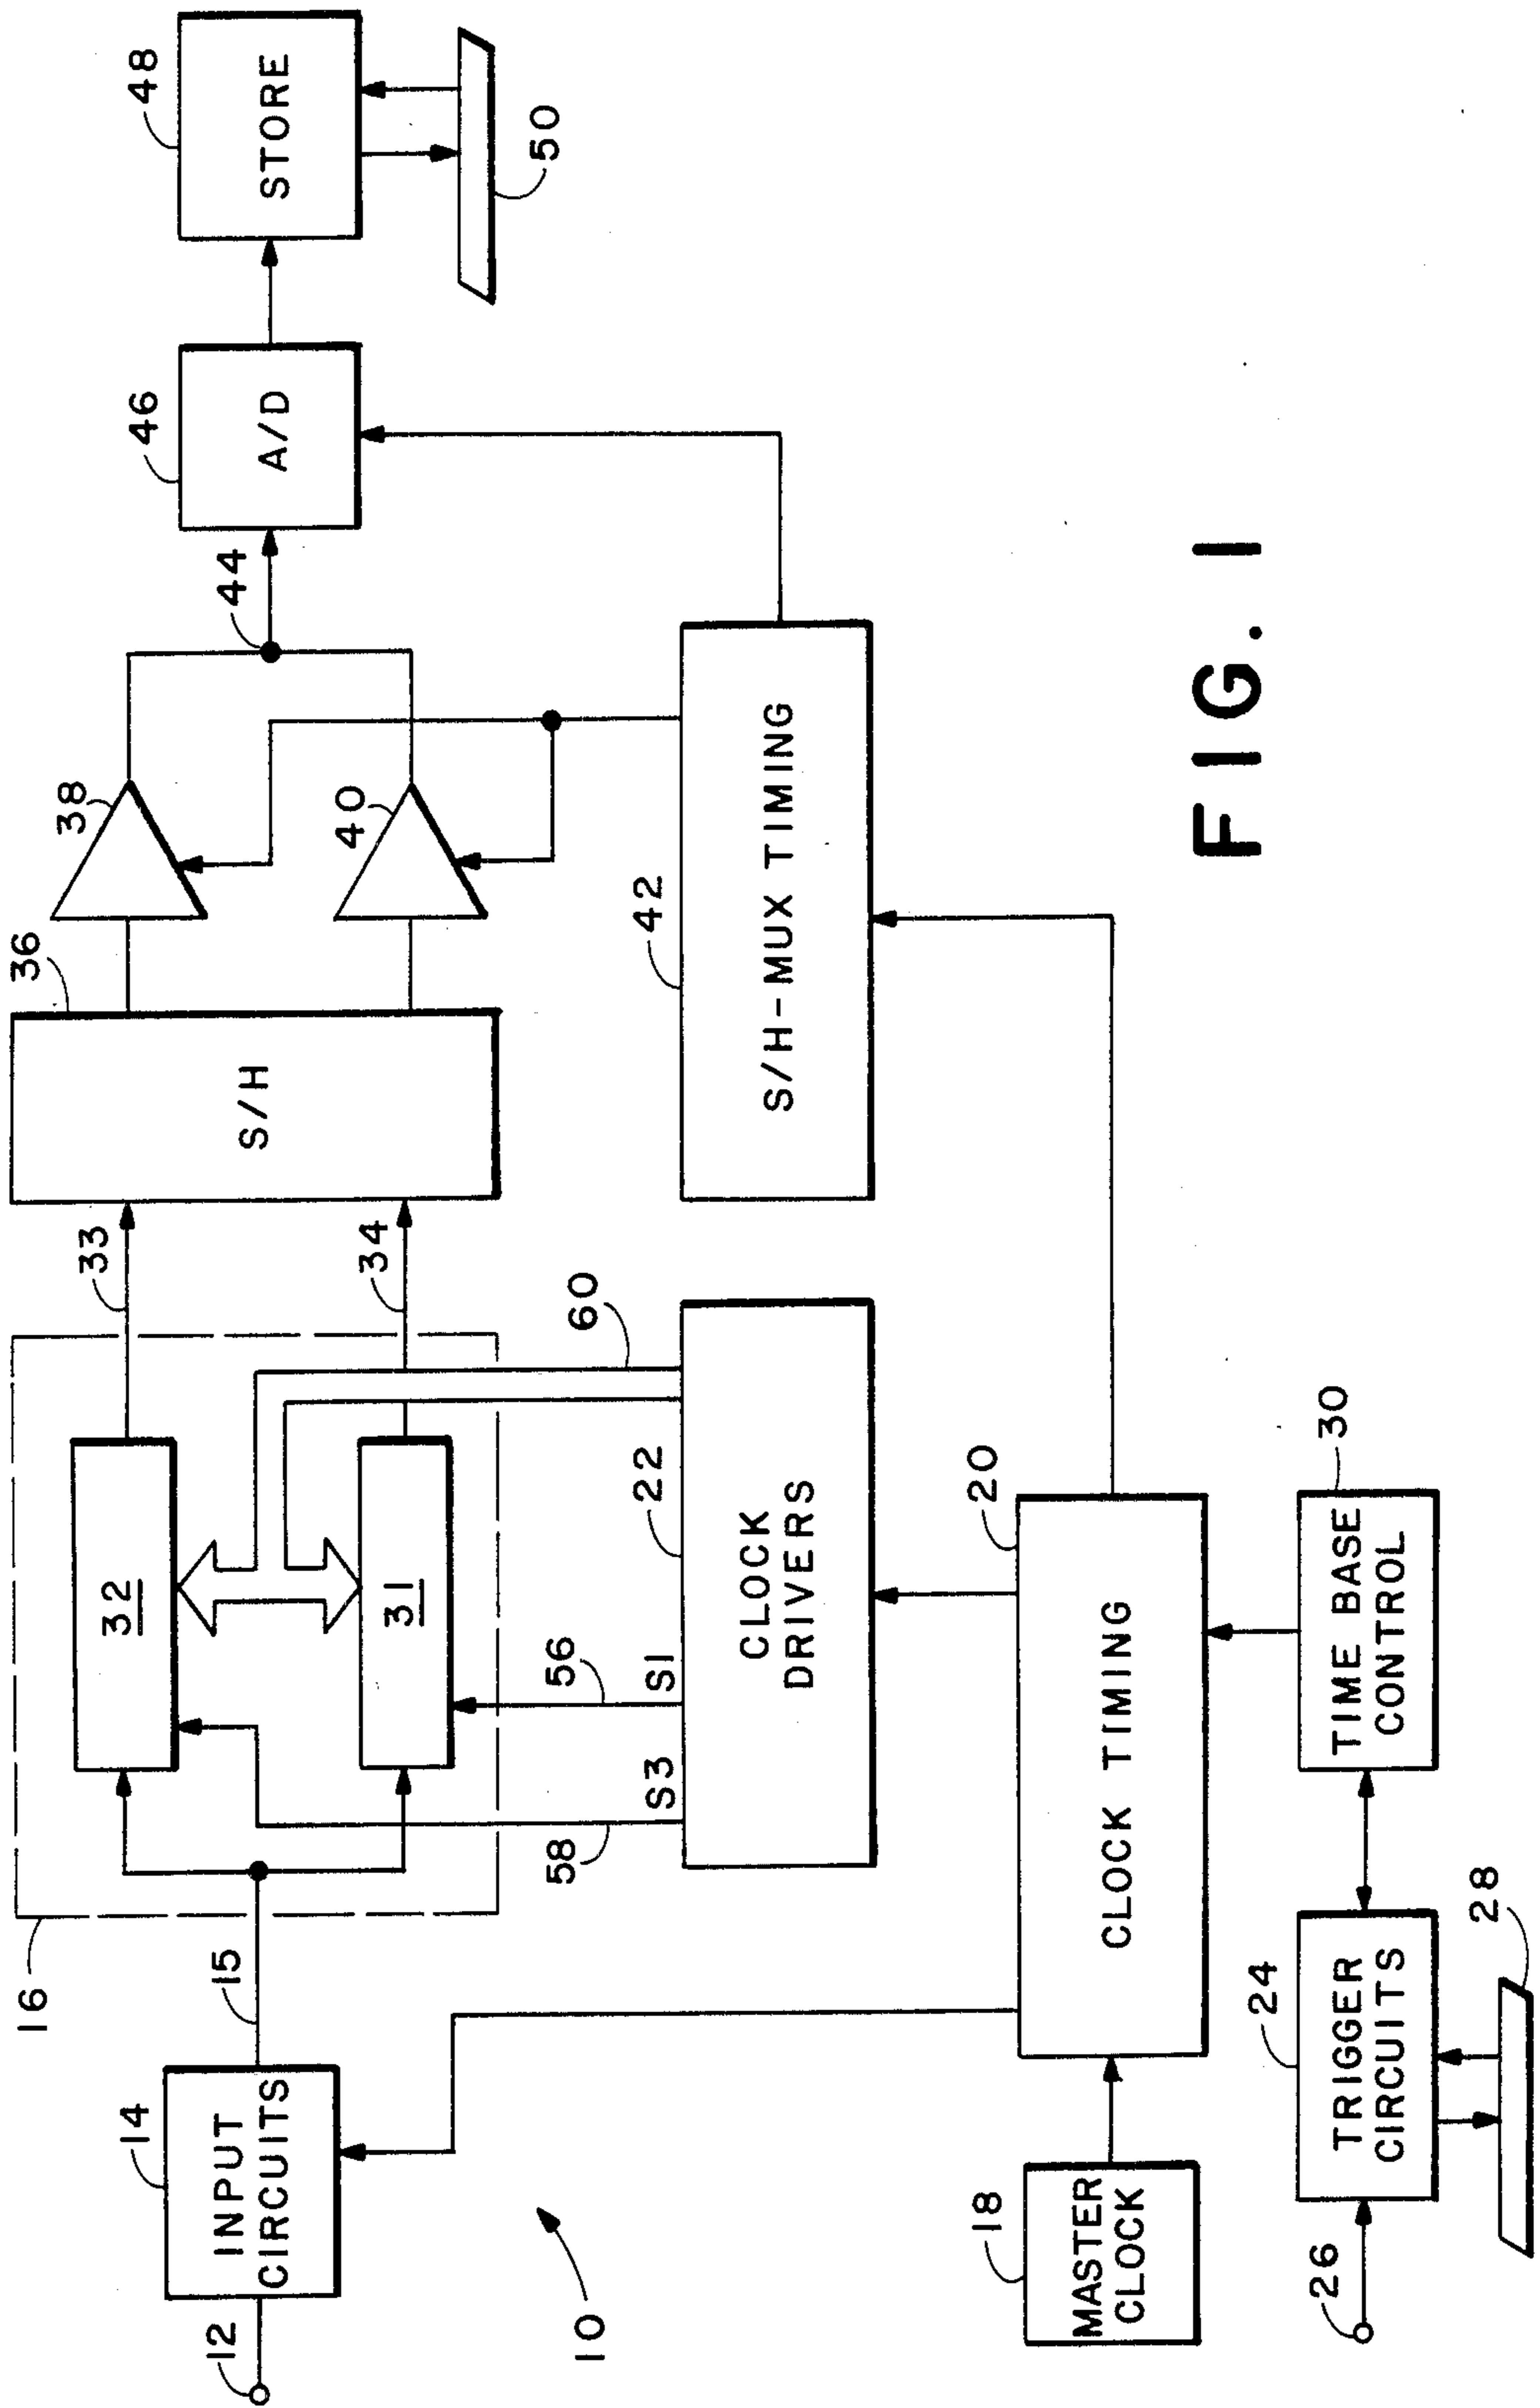 16
32
33
36
38
48
STORE
14
INPUT
CIRCUITS
15
12
S/H
44
46
A/D
31
34
40
50
10
58
S3
56
S1
60
22
CLOCK
DRIVERS
42
S/H-MUX TIMING
18
MASTER
CLOCK
20
CLOCK TIMING
26
24
TRIGGER
CIRCUITS
28
30
TIME BASE
CONTROL
FIG. 1